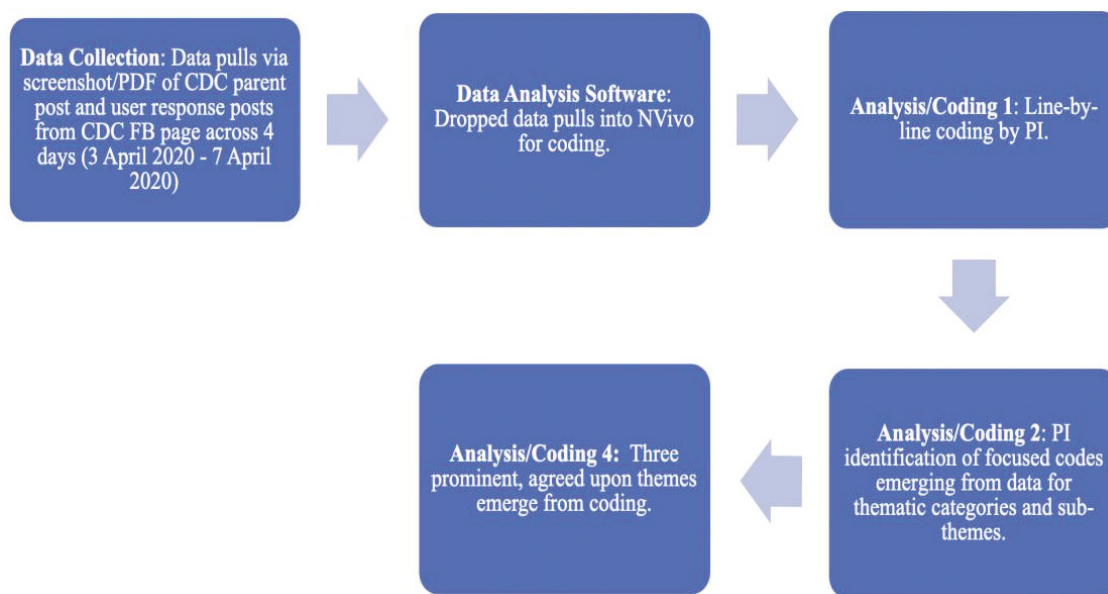 Data Collection: Data pulls via
screenshot/PDF of CDC parent
post and user response posts
from CDC FB page across 4
days (3 April 2020 - 7 April
2020)
Data Analysis Software:
Dropped data pulls into NVivo
for coding.
Analysis/Coding 1: Line-by-
line coding by PI.
Analysis/Coding 2: PI
identification of focused codes
emerging from data for
thematic categories and sub-
themes.
Analysis/Coding 4: Three
prominent, agreed upon themes
emerge from coding.